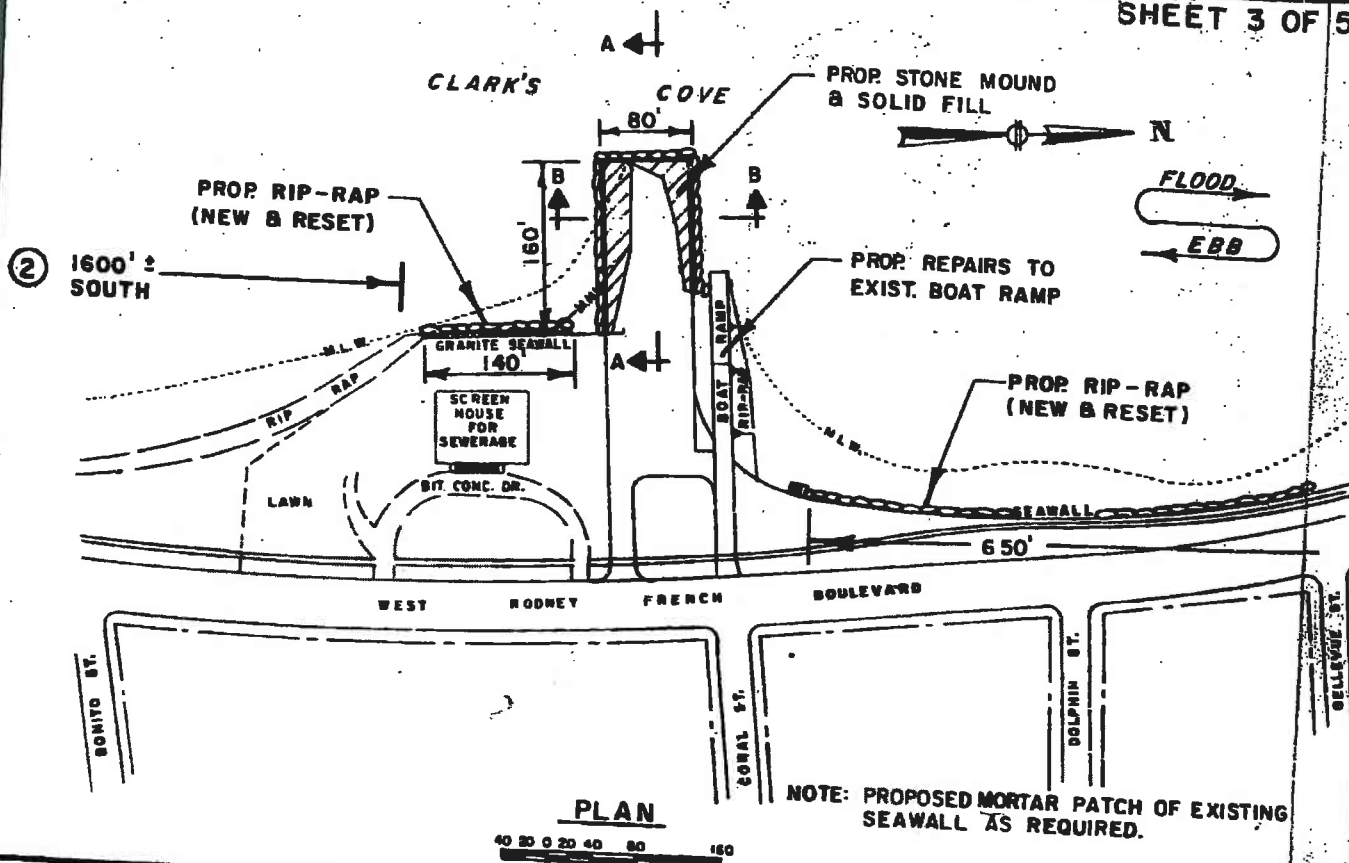 SHEET 3 OF 5
A
CLARK'S COVE
PROP. STONE MOUND
& SOLID FILL
80'
N
B
B
PROP. RIP-RAP
(NEW & RESET)
160'
FLOOD
EBB
② 1600' ±
SOUTH
PROP. REPAIRS TO
EXIST. BOAT RAMP
M.L.W.
GRANITE SEAWALL
140'
A
BOAT RAMP
RIP-RAP
RIP RAP
SCREEN
HOUSE
FOR
SEWERAGE
PROP. RIP-RAP
(NEW & RESET)
M.L.W.
LAWN
BIT. CONC. DR.
SEAWALL
650'
WEST RODNEY FRENCH BOULEVARD
BONITO ST.
CORAL ST.
DOLPHIN ST.
BELLEVUE ST.
NOTE: PROPOSED MORTAR PATCH OF EXISTING
SEAWALL AS REQUIRED.
PLAN
40 20 0 20 40 80 160